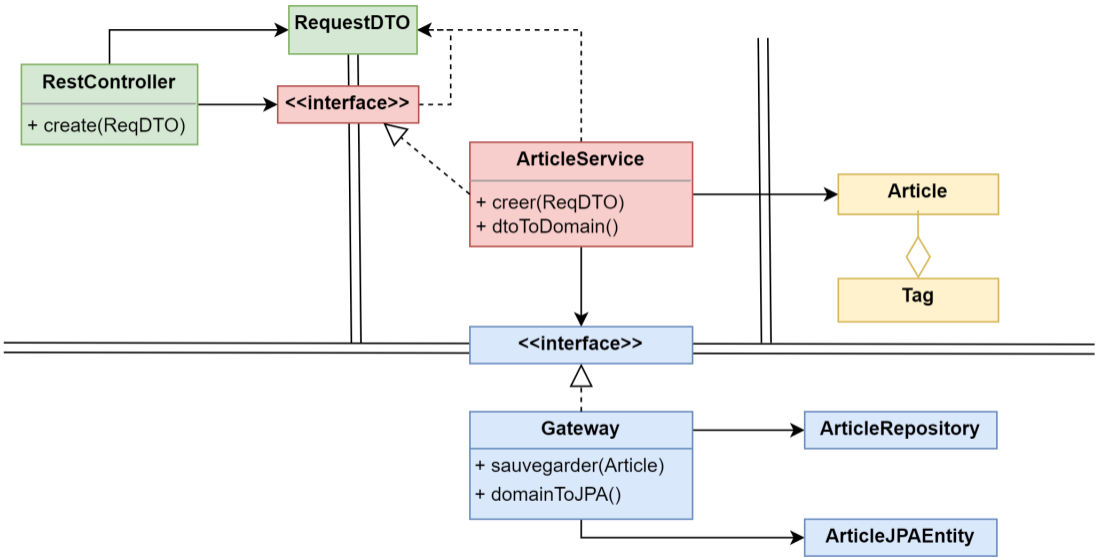 RequestDTO
RestController
+ create(ReqDTO)
<<interface>>
ArticleService
+ creer(ReqDTO)
+ dtoToDomain()
Article
Tag
<<interface>>
Gateway
+ sauvegarder(Article)
+ domainToJPA()
ArticleRepository
ArticleJPAEntity